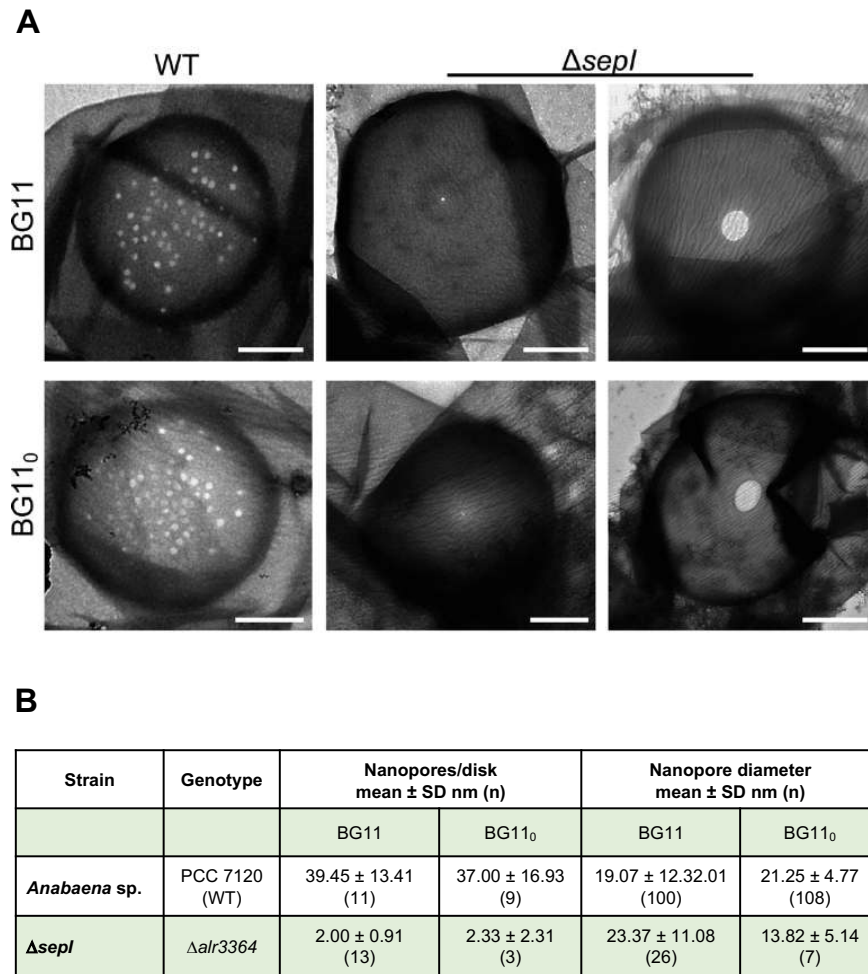 A
WT
ΔsepI
BG11
BG11₀
B
Strain Genotype Nanopores/disk mean ± SD nm (n) Nanopore diameter mean ± SD nm (n)
BG11 BG11₀ BG11 BG11₀
Anabaena sp. PCC 7120 (WT) 39.45 ± 13.41 (11) 37.00 ± 16.93 (9) 19.07 ± 12.32.01 (100) 21.25 ± 4.77 (108)
ΔsepI Δalr3364 2.00 ± 0.91 (13) 2.33 ± 2.31 (3) 23.37 ± 11.08 (26) 13.82 ± 5.14 (7)